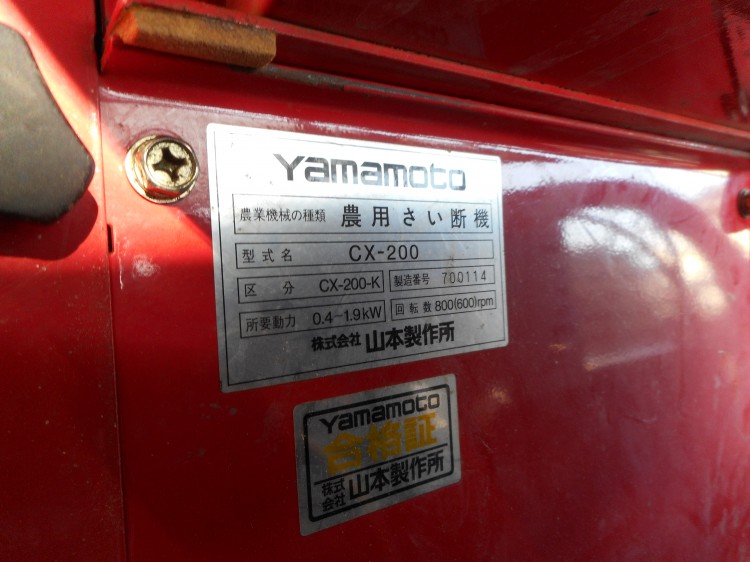 Yamamoto
農業機械の種類 農用さい断機
型式名 CX-200
区分 CX-200-K 製造番号 700114
所要動力 0.4-1.9kW 回転数 800(600)rpm
株式会社 山本製作所
Yamamoto
合格証
株式会社 山本製作所